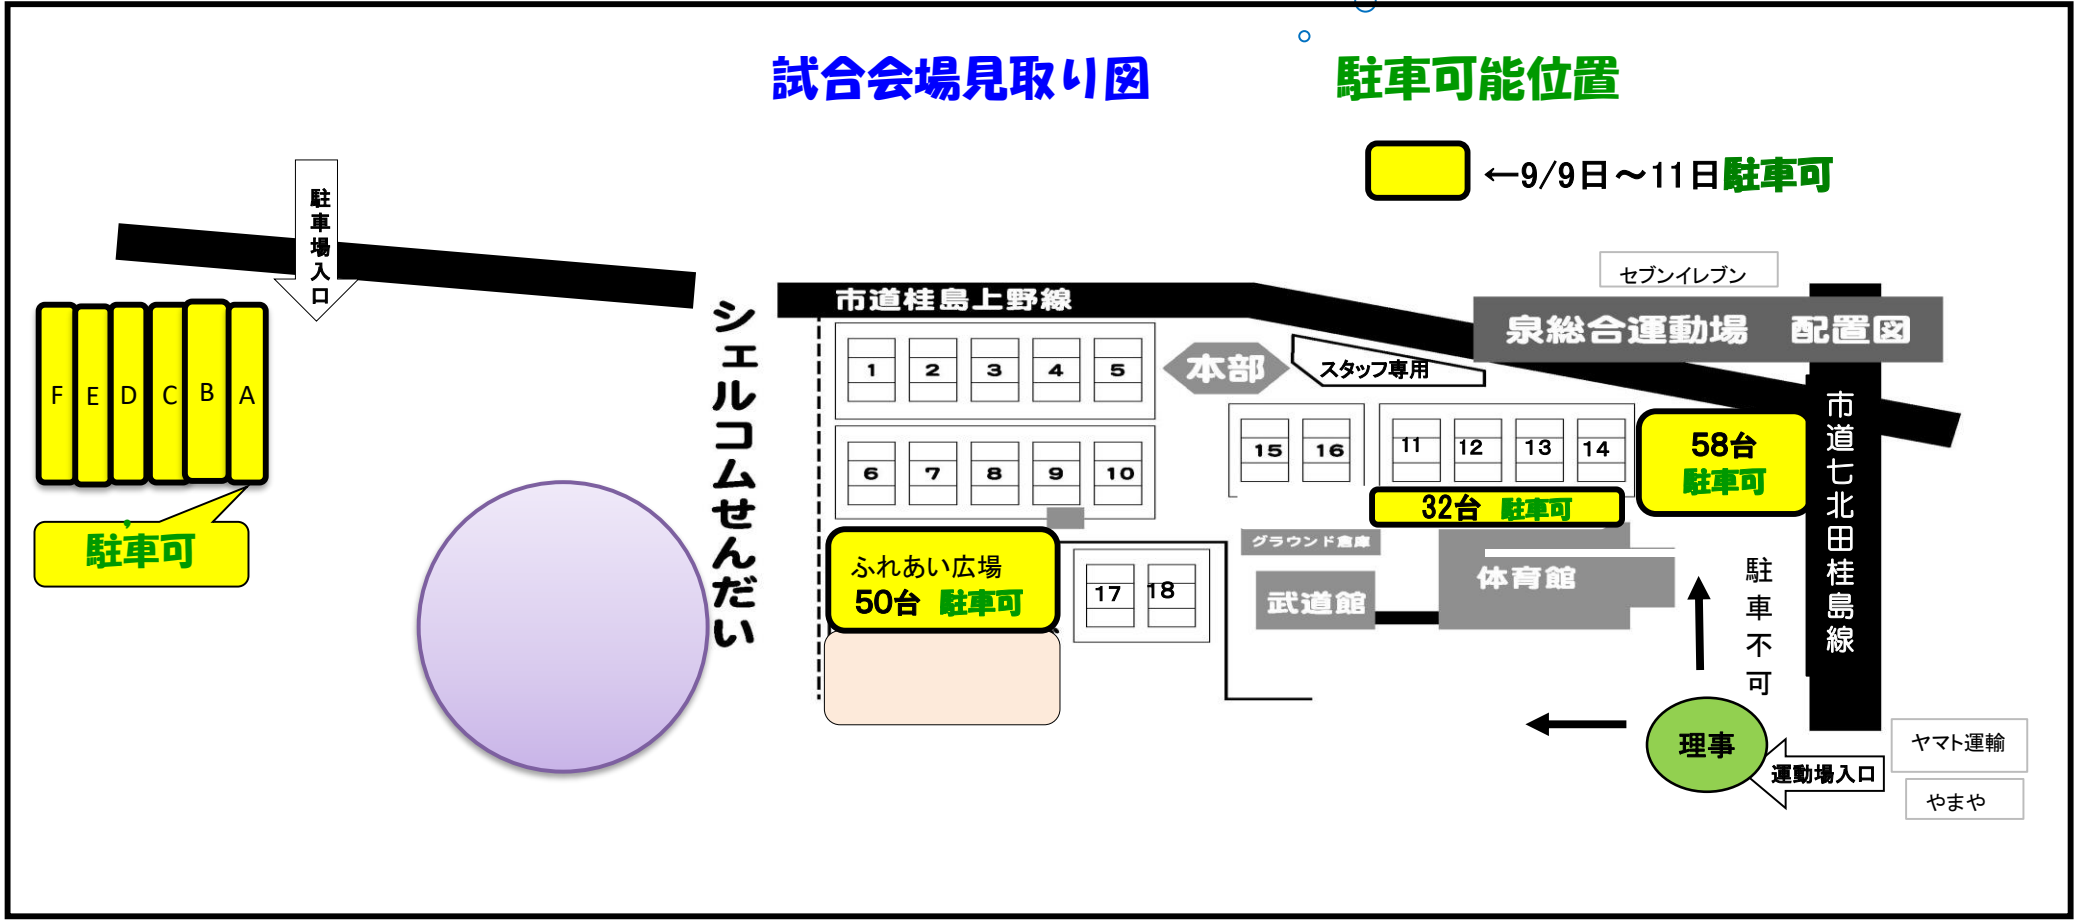 試合会場見取り図
駐車可能位置
←9/9日～11日駐車可
駐車場入口
セブンイレブン
市道桂島上野線
泉総合運動場　配置図
シェルコムせんだい
1 2 3 4 5
本部
スタッフ専用
F E D C B A
市道七北田桂島線
6 7 8 9 10
15 16
11 12 13 14
58台
駐車可
32台 駐車可
駐車可
グラウンド倉庫
ふれあい広場
50台 駐車可
17 18
武道館
体育館
駐車不可
理事
運動場入口
ヤマト運輸
やまや